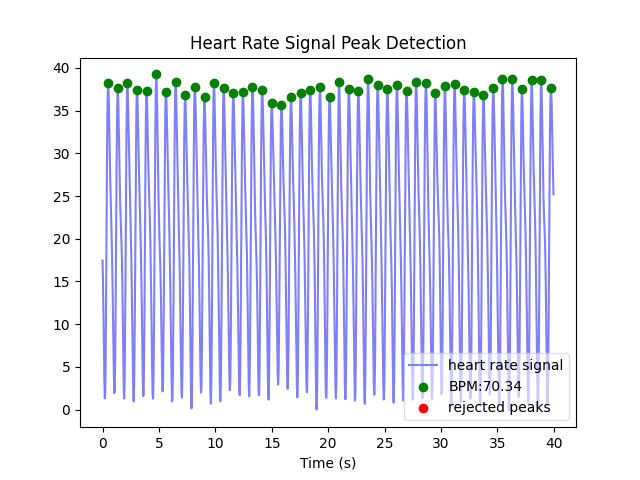 Heart Rate Signal Peak Detection
40
35
30
25
20
15
10
5
0
heart rate signal
BPM:70.34
rejected peaks
0 5 10 15 20 25 30 35 40
Time (s)